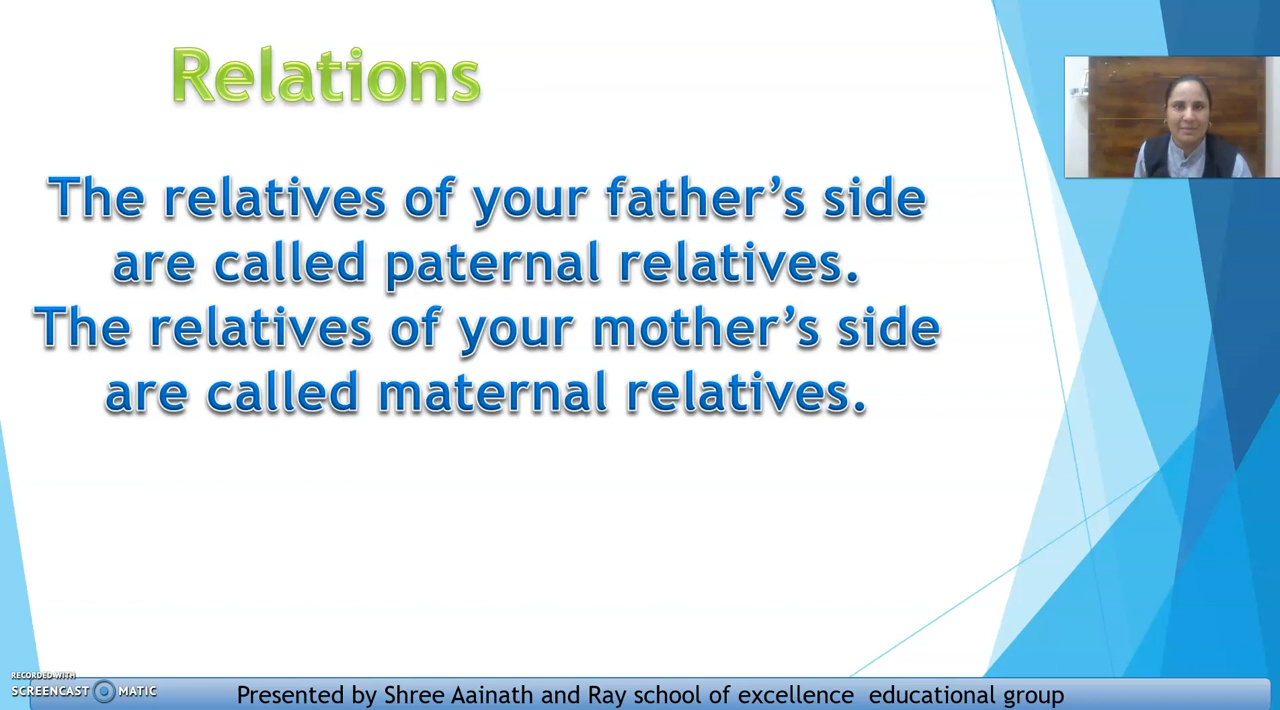 Relations
The relatives of your father’s side
are called paternal relatives.
The relatives of your mother’s side
are called maternal relatives.
RECORDED WITH
SCREENCAST MATIC
Presented by Shree Aainath and Ray school of excellence educational group